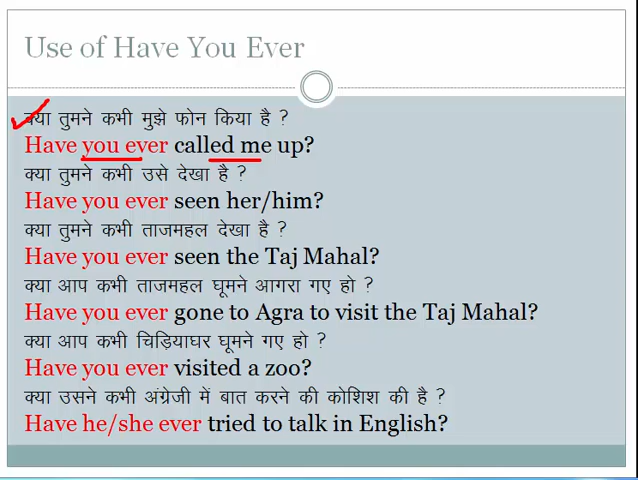 Use of Have You Ever
क्या तुमने कभी मुझे फोन किया है ?
Have you ever called me up?
क्या तुमने कभी उसे देखा है ?
Have you ever seen her/him?
क्या तुमने कभी ताजमहल देखा है ?
Have you ever seen the Taj Mahal?
क्या आप कभी ताजमहल घूमने आगरा गए हो ?
Have you ever gone to Agra to visit the Taj Mahal?
क्या आप कभी चिड़ियाघर घूमने गए हो ?
Have you ever visited a zoo?
क्या उसने कभी अंग्रेजी में बात करने की कोशिश की है ?
Have he/she ever tried to talk in English?